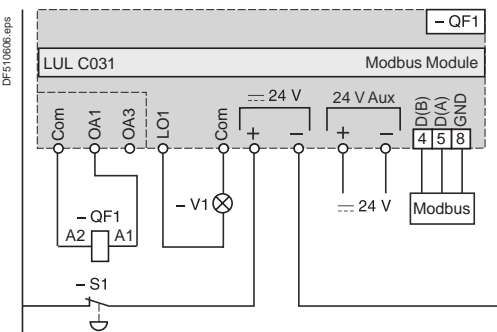 DF510606.eps
– QF1
LUL C031 Modbus Module
24 V 24 V Aux
Com OA1 OA3 LO1 Com + – + – D(B) D(A) GND
4 5 8
– QF1
A2 A1
– V1
24 V
Modbus
– S1